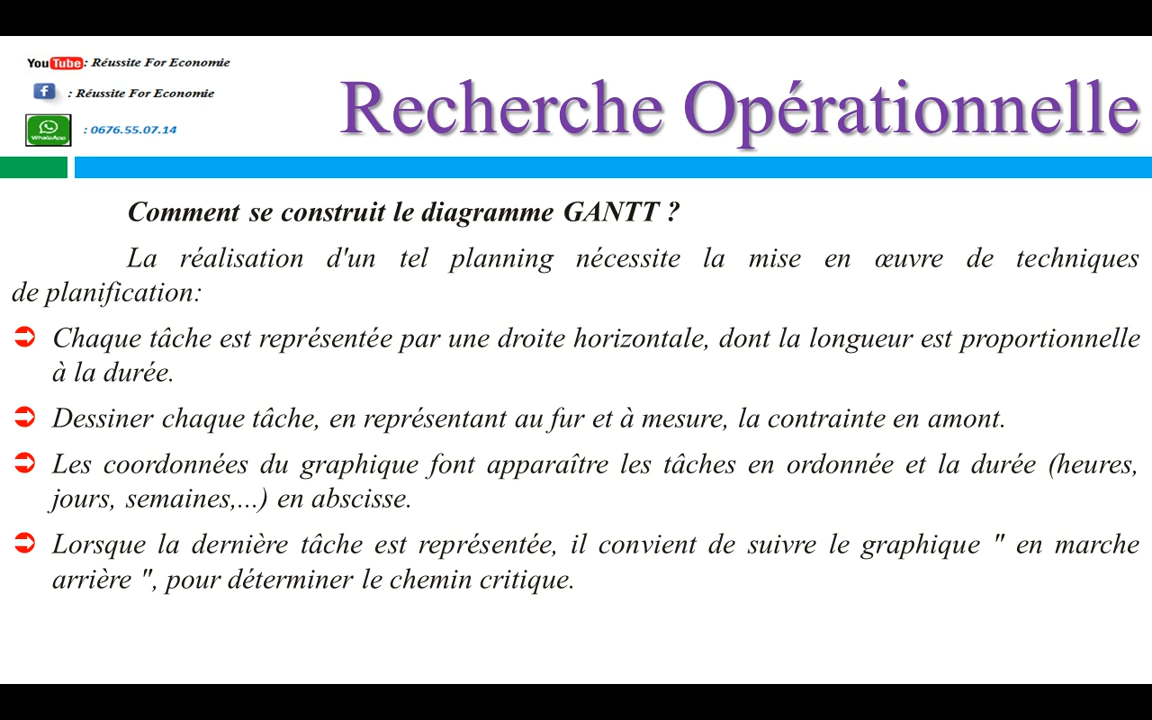 YouTube : Réussite For Economie
f : Réussite For Economie
WhatsApp : 0676.55.07.14
Recherche Opérationnelle
Comment se construit le diagramme GANTT ?
La réalisation d'un tel planning nécessite la mise en œuvre de techniques
de planification:
Chaque tâche est représentée par une droite horizontale, dont la longueur est proportionnelle
à la durée.
Dessiner chaque tâche, en représentant au fur et à mesure, la contrainte en amont.
Les coordonnées du graphique font apparaître les tâches en ordonnée et la durée (heures,
jours, semaines,...) en abscisse.
Lorsque la dernière tâche est représentée, il convient de suivre le graphique " en marche
arrière ", pour déterminer le chemin critique.